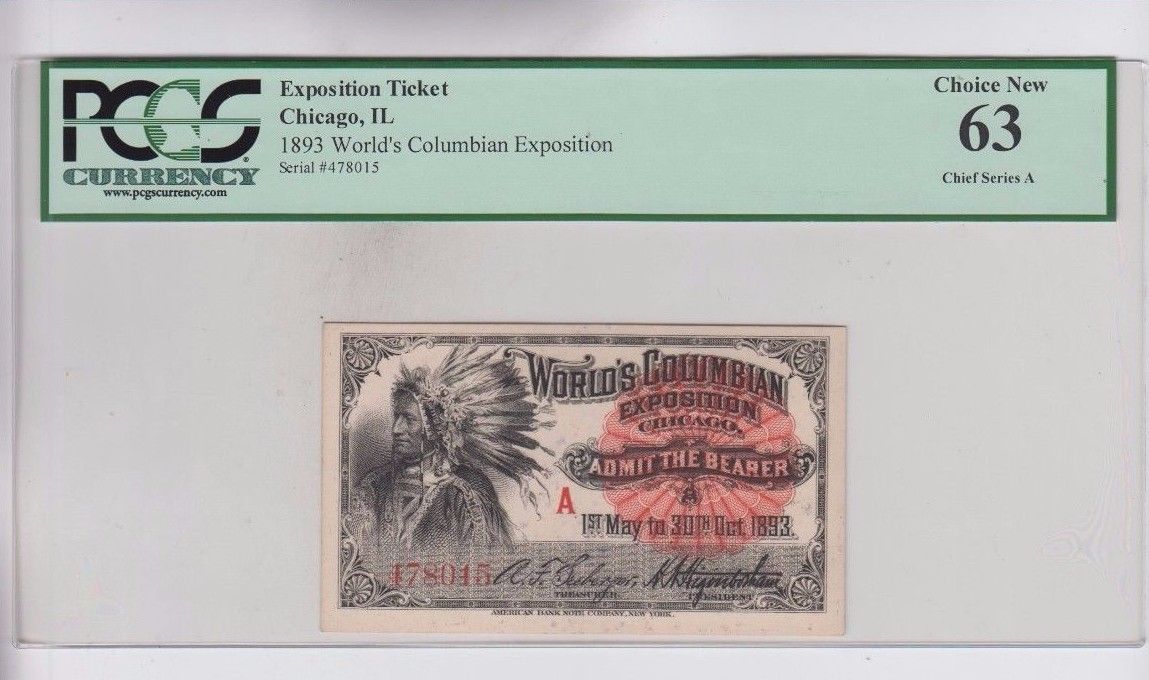 PCGS
CURRENCY
www.pcgscurrency.com
Exposition Ticket
Chicago, IL
1893 World's Columbian Exposition
Serial #478015
Choice New
63
Chief Series A
WORLD'S COLUMBIAN
EXPOSITION
CHICAGO.
ADMIT THE BEARER
A
1ST May to 30TH Oct. 1893.
478015
TREASURER PRESIDENT
AMERICAN BANK NOTE COMPANY, NEW YORK.